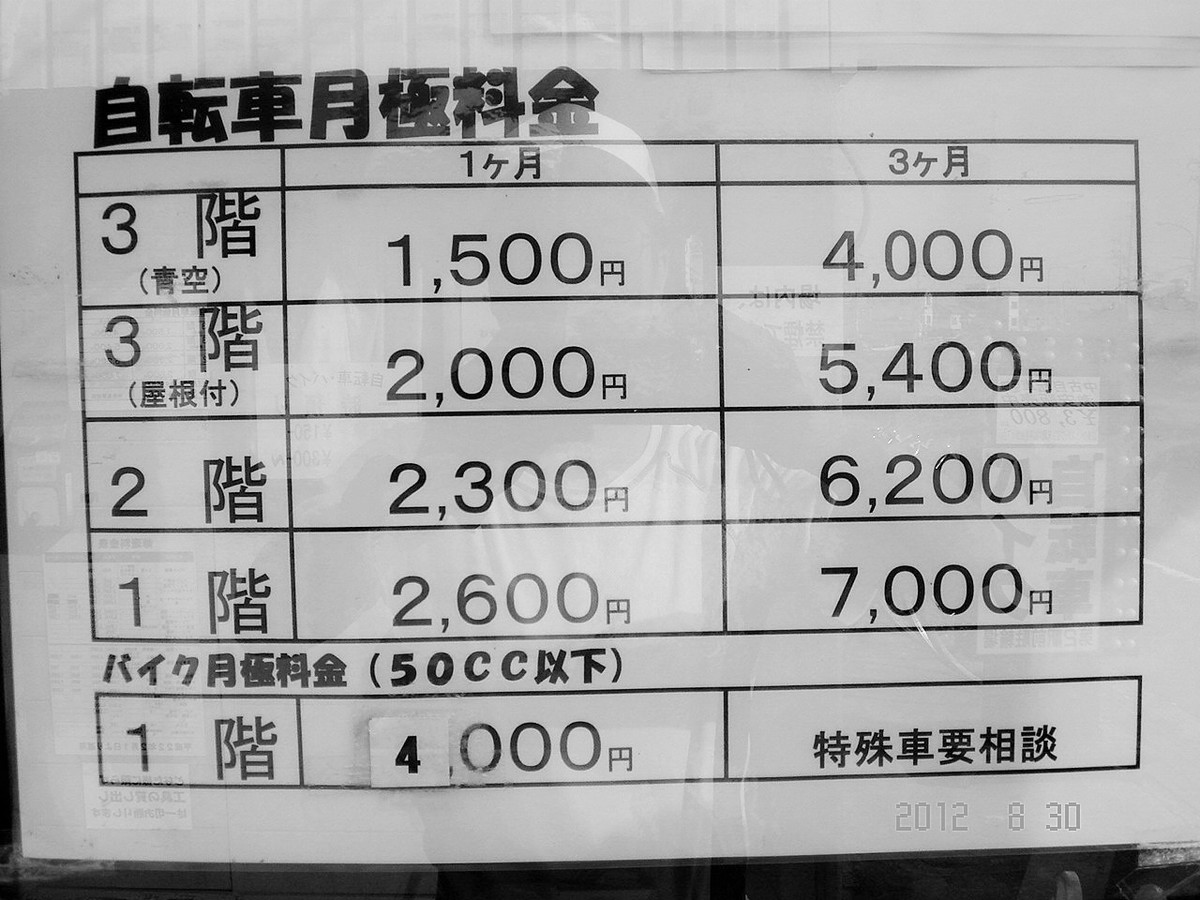 自転車月極料金
1ヶ月 3ヶ月
3階 1,500円 4,000円
(青空)
3階 2,000円 5,400円
(屋根付)
2階 2,300円 6,200円
1階 2,600円 7,000円
バイク月極料金(50CC以下)
1階 4,000円 特殊車要相談
2012 8 30